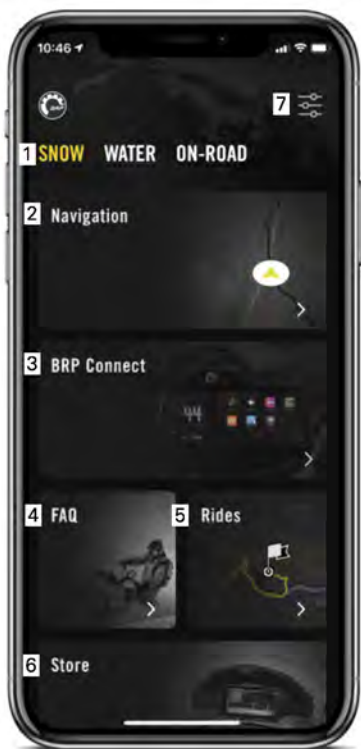 10:46
7
1 SNOW WATER ON-ROAD
2 Navigation
3 BRP Connect
44
4 FAQ
5 Rides
6 Store